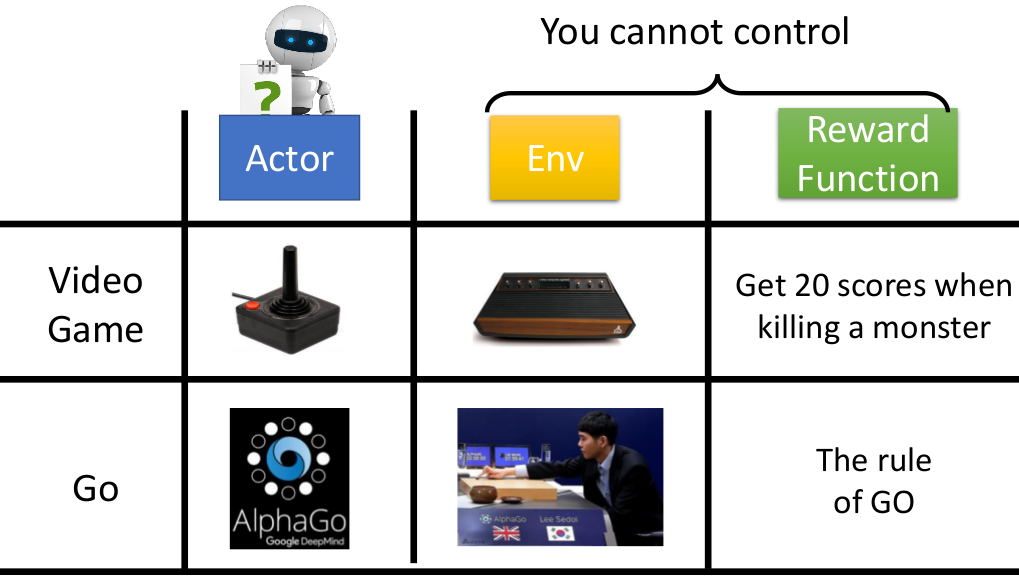 You cannot control
?
Actor
Env
Reward
Function
Video
Game
Get 20 scores when
killing a monster
Go
AlphaGo
Google DeepMind
AlphaGo
Lee Sedol
The rule
of GO